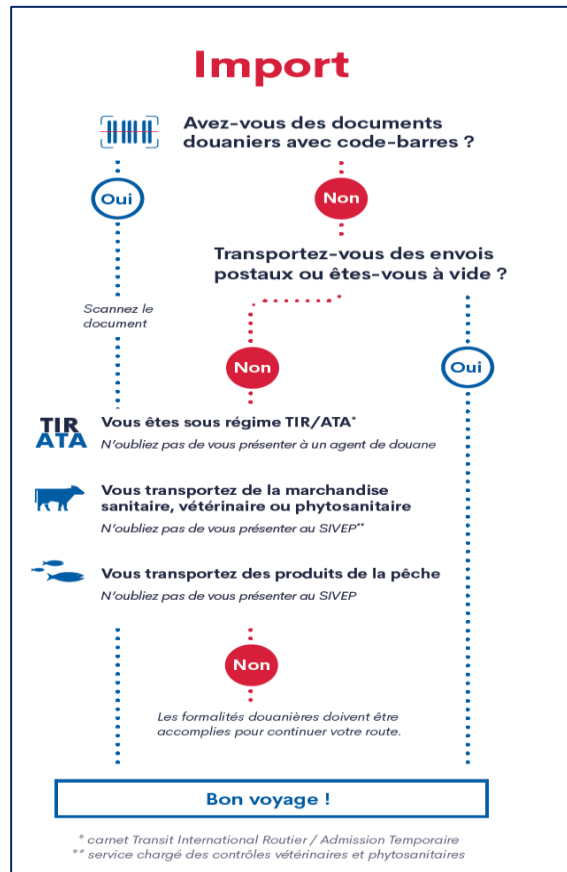 Import
Avez-vous des documents
douaniers avec code-barres ?
Oui
Non
Transportez-vous des envois
postaux ou êtes-vous à vide ?
Scannez le
document
Non
Oui
TIR
ATA
Vous êtes sous régime TIR/ATA*
N'oubliez pas de vous présenter à un agent de douane
Vous transportez de la marchandise
sanitaire, vétérinaire ou phytosanitaire
N'oubliez pas de vous présenter au SIVEP**
Vous transportez des produits de la pêche
N'oubliez pas de vous présenter au SIVEP
Non
Les formalités douanières doivent être
accomplies pour continuer votre route.
Bon voyage !
* carnet Transit International Routier / Admission Temporaire
** service chargé des contrôles vétérinaires et phytosanitaires